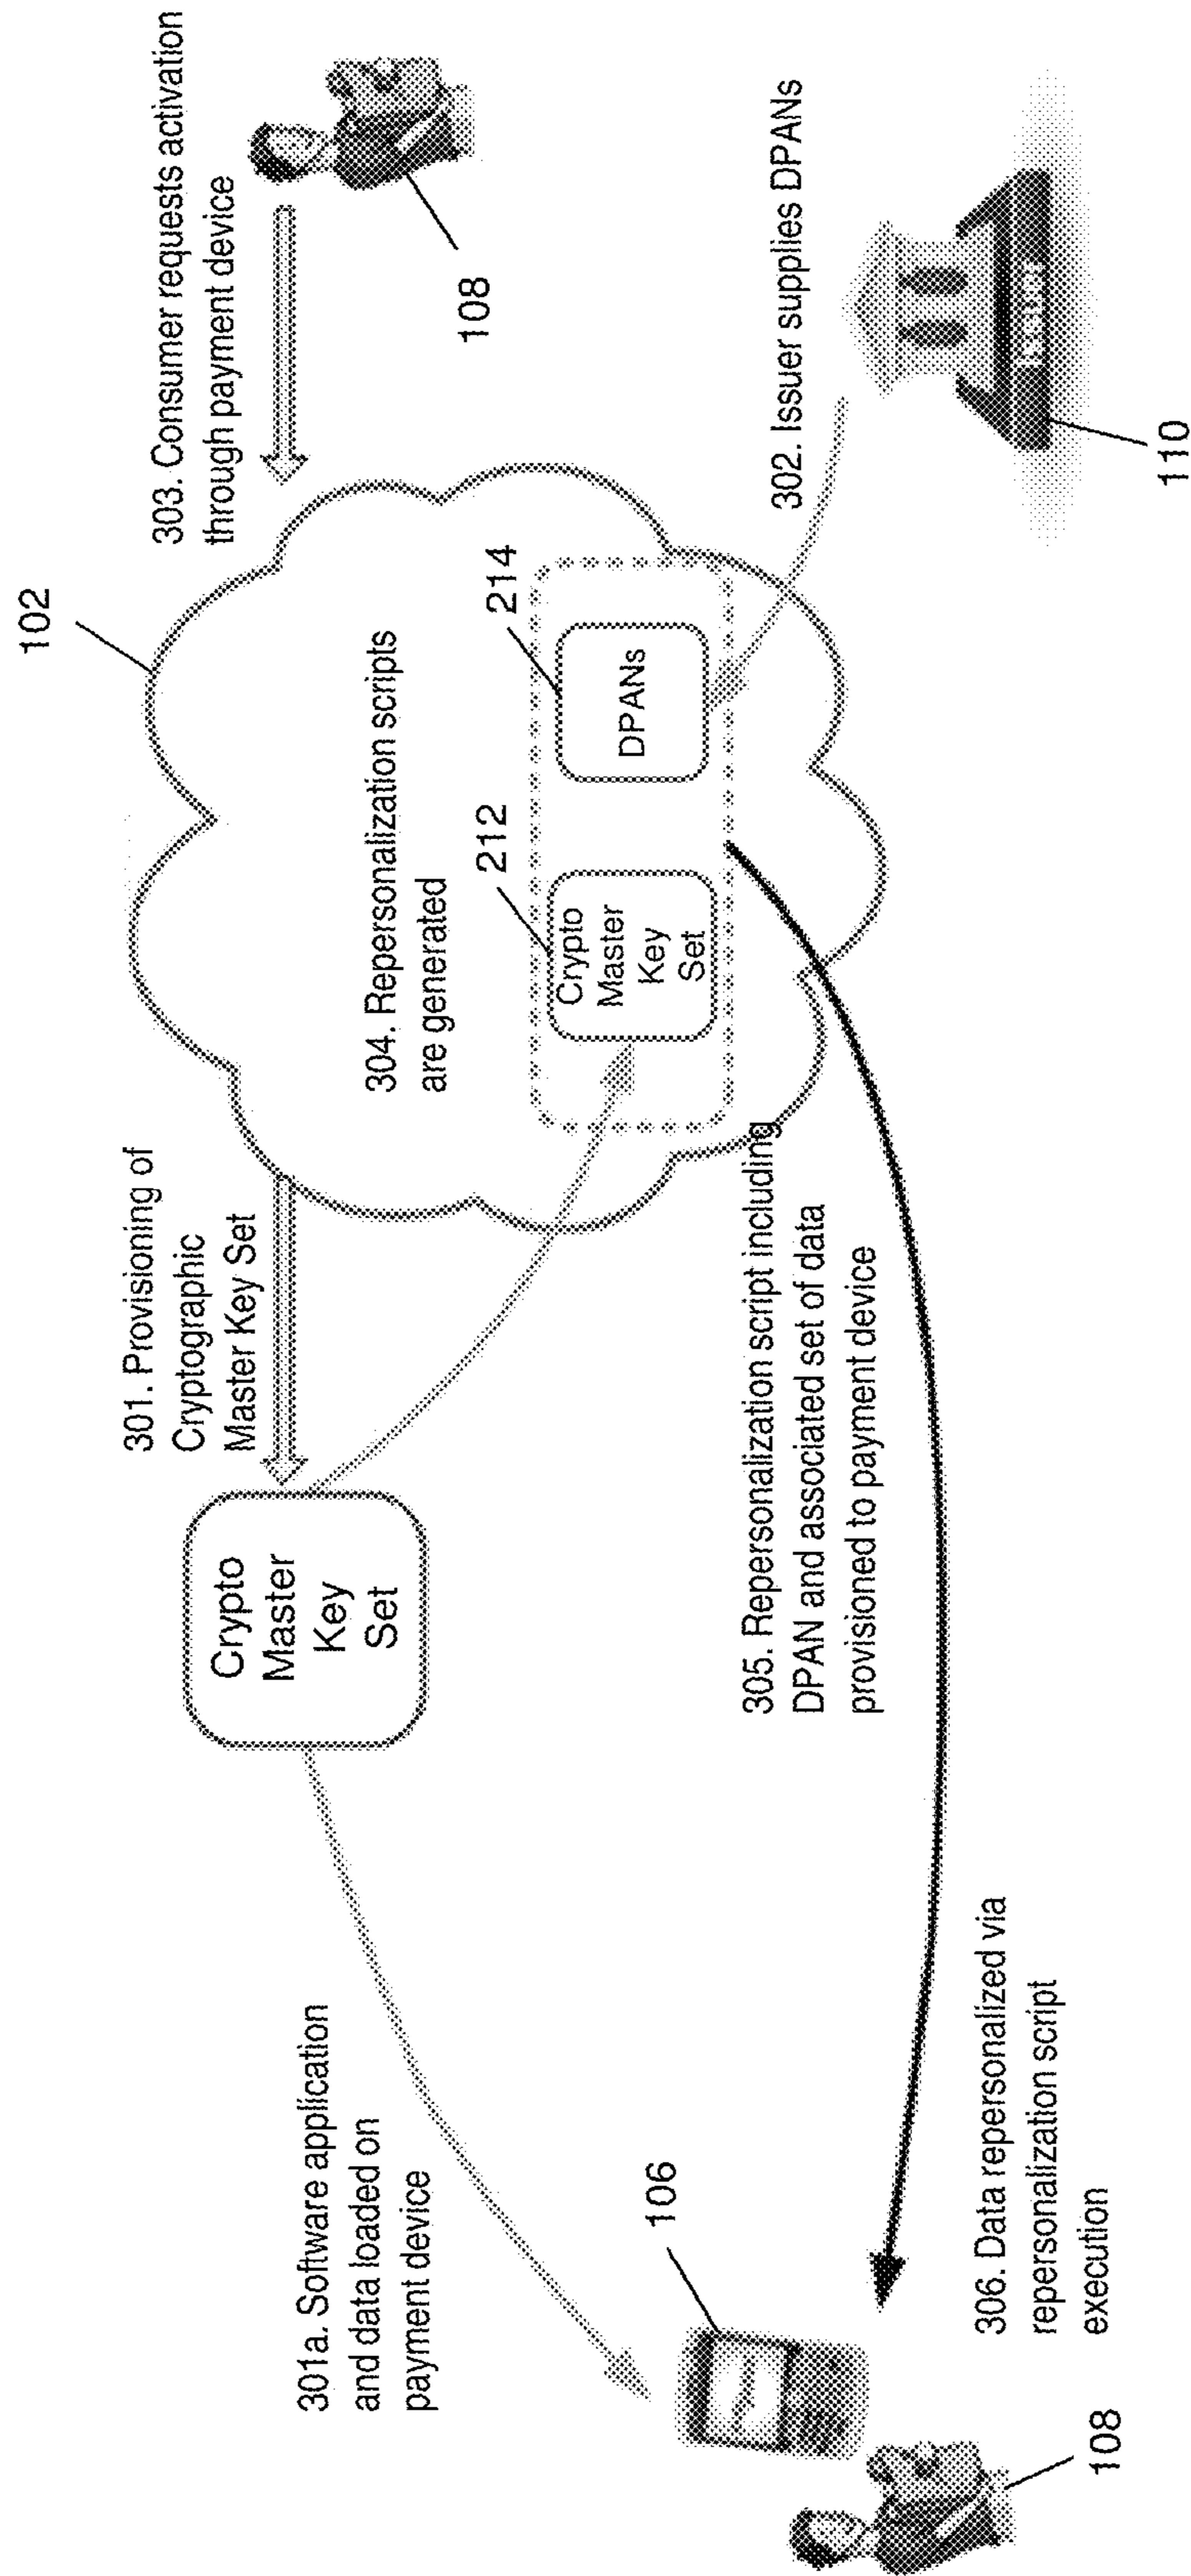 102
303. Consumer requests activation
through payment device
108
301. Provisioning of
Cryptographic
Master Key Set
Crypto
Master
Key
Set
304. Repersonalization scripts
are generated
212
214
Crypto
Master
Key
Set
DPANs
302. Issuer supplies DPANs
ISSUER
110
301a. Software application
and data loaded on
payment device
305. Repersonalization script including
DPAN and associated set of data
provisioned to payment device
106
306. Data repersonalized via
repersonalization script
execution
108